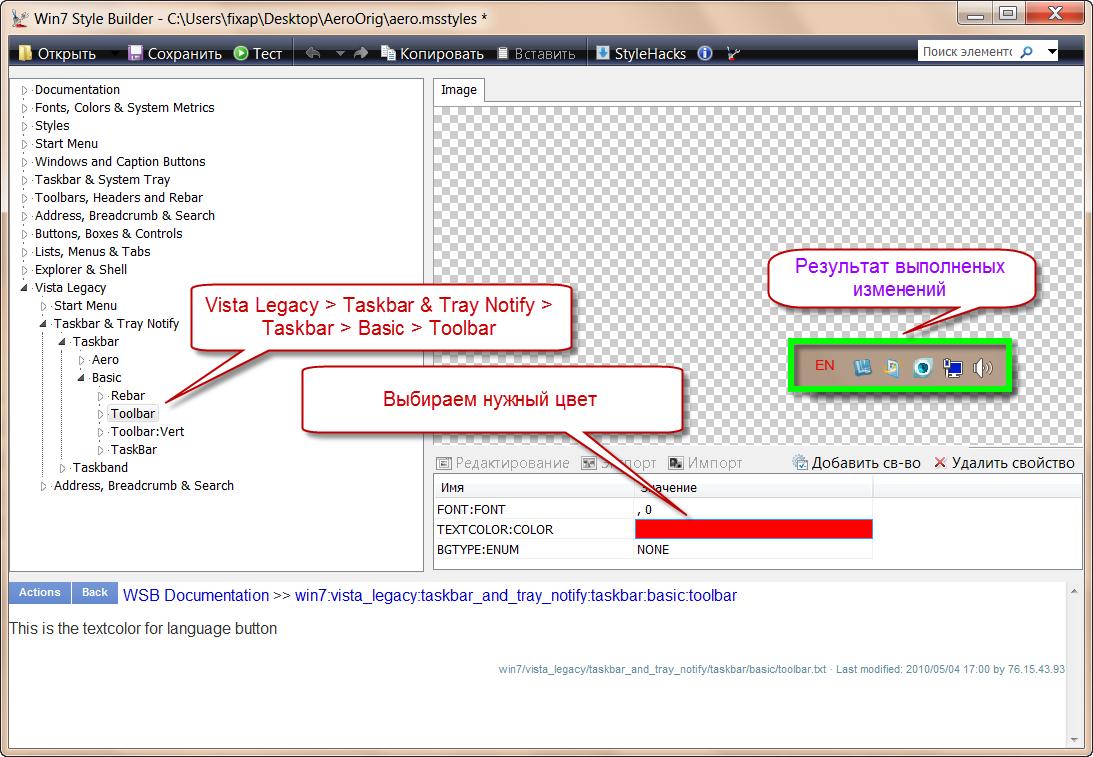 Win7 Style Builder - C:\Users\fixap\Desktop\AeroOrig\aero.msstyles *
Открыть Сохранить Тест Копировать Вставить StyleHacks Поиск элементо
Documentation
Fonts, Colors & System Metrics
Styles
Start Menu
Windows and Caption Buttons
Taskbar & System Tray
Toolbars, Headers and Rebar
Address, Breadcrumb & Search
Buttons, Boxes & Controls
Lists, Menus & Tabs
Explorer & Shell
Vista Legacy
Start Menu
Taskbar & Tray Notify
Taskbar
Aero
Basic
Rebar
Toolbar
Toolbar:Vert
TaskBar
Taskband
Address, Breadcrumb & Search
Vista Legacy > Taskbar & Tray Notify >
Taskbar > Basic > Toolbar
Выбираем нужный цвет
Image
Результат выполненых
изменений
EN
Редактирование Импорт Добавить св-во Удалить свойство
Имя Значение
FONT:FONT , 0
TEXTCOLOR:COLOR
BGTYPE:ENUM NONE
Actions Back WSB Documentation >> win7:vista_legacy:taskbar_and_tray_notify:taskbar:basic:toolbar
This is the textcolor for language button
win7/vista_legacy/taskbar_and_tray_notify/taskbar/basic/toolbar.txt · Last modified: 2010/05/04 17:00 by 76.15.43.93